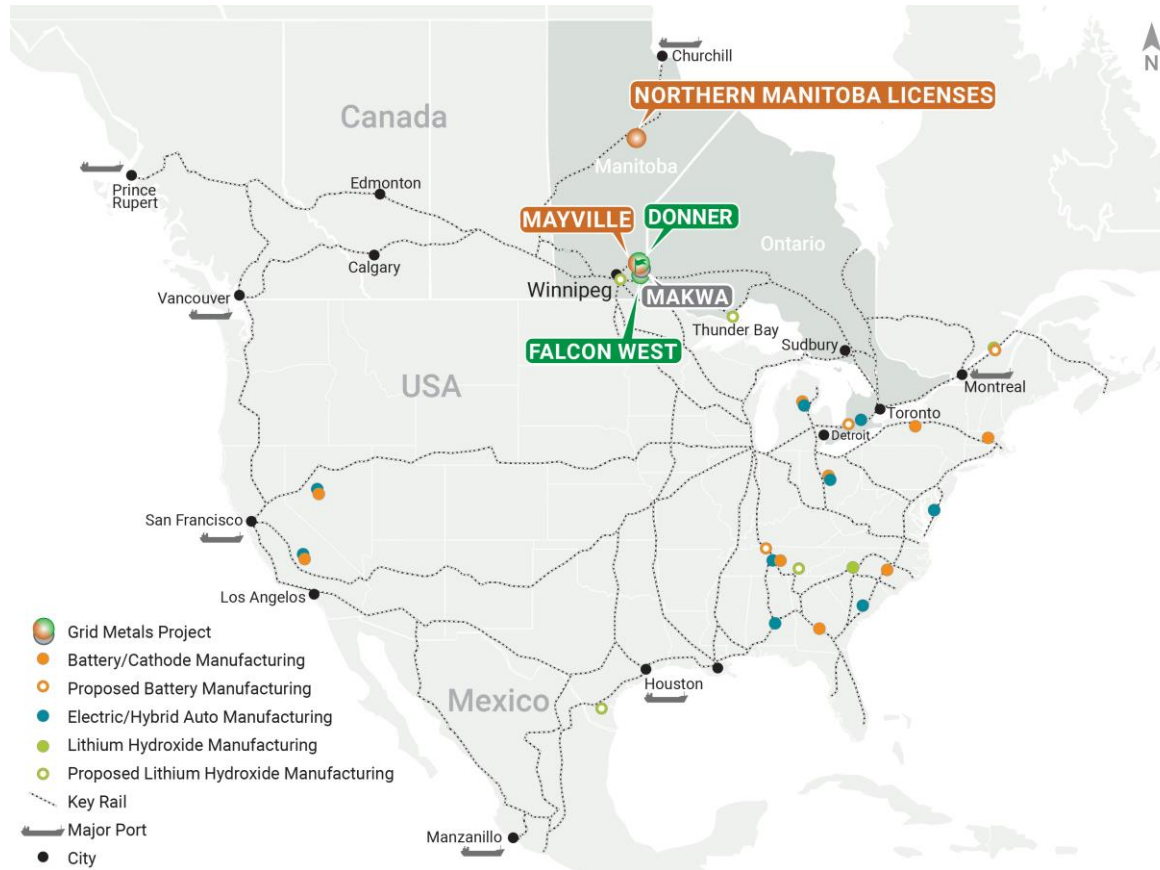 Churchill
N
NORTHERN MANITOBA LICENSES
Canada
Manitoba
Prince
Rupert
Edmonton
MAYVILLE
DONNER
Ontario
Calgary
Winnipeg
MAKWA
Vancouver
Thunder Bay
Sudbury
FALCON WEST
USA
Montreal
Toronto
Detroit
San Francisco
Los Angelos
Houston
Mexico
Manzanillo
Grid Metals Project
Battery/Cathode Manufacturing
Proposed Battery Manufacturing
Electric/Hybrid Auto Manufacturing
Lithium Hydroxide Manufacturing
Proposed Lithium Hydroxide Manufacturing
Key Rail
Major Port
City